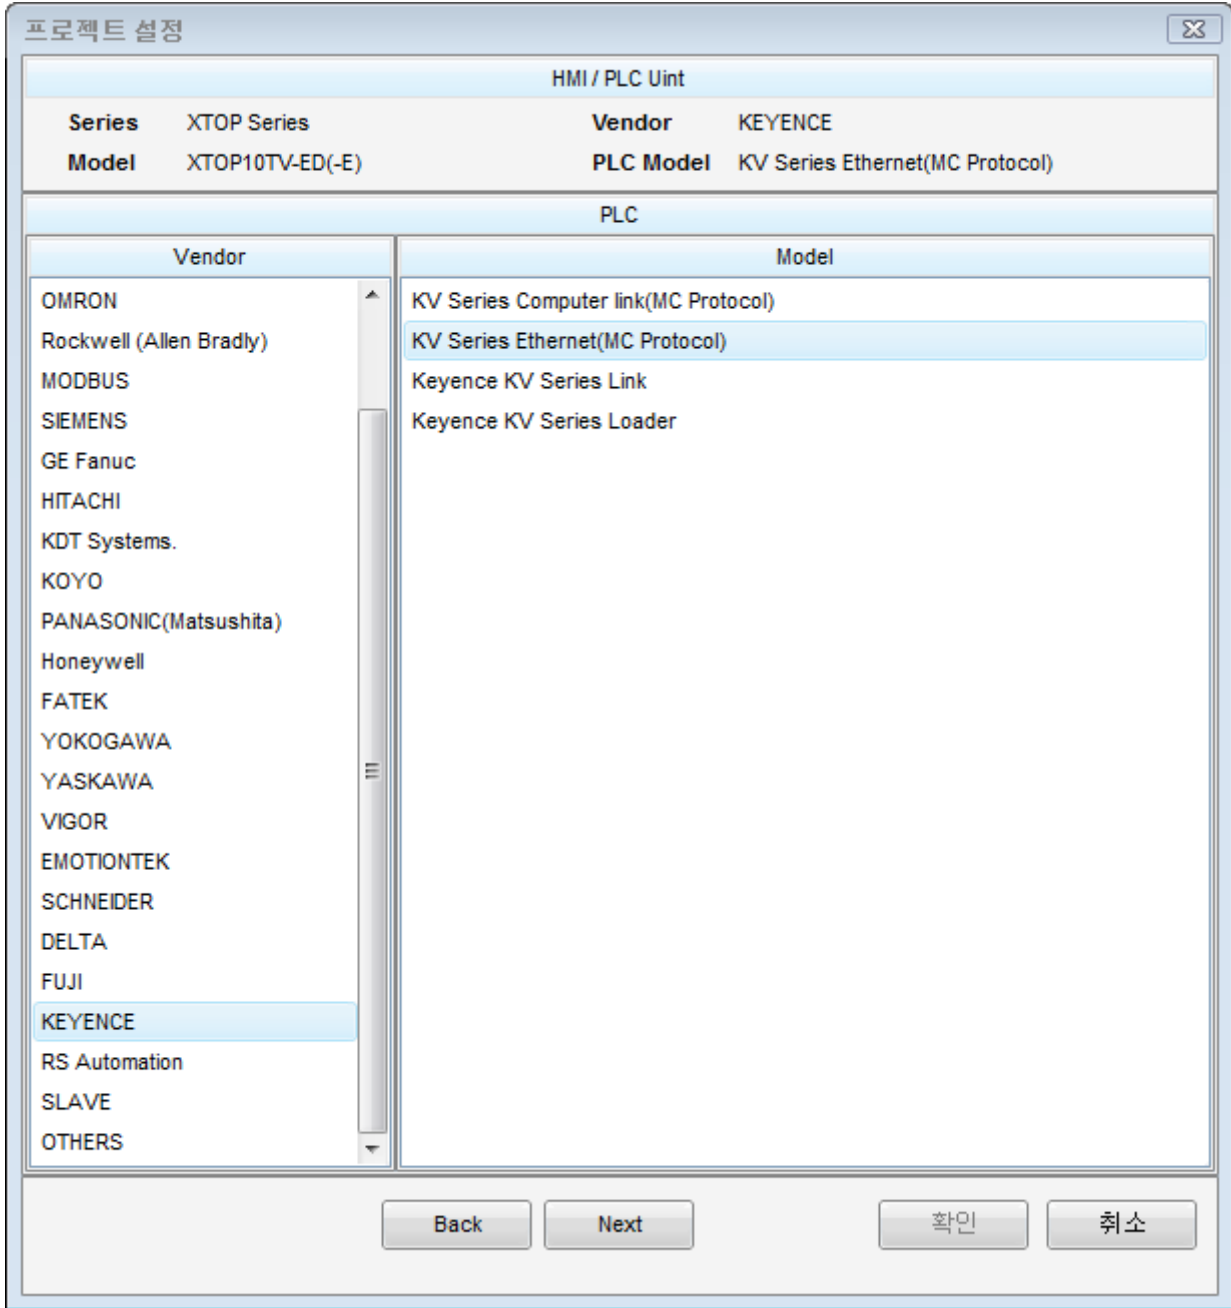 프로젝트 설정
HMI / PLC Uint
Series XTOP Series Vendor KEYENCE
Model XTOP10TV-ED(-E) PLC Model KV Series Ethernet(MC Protocol)
PLC
Vendor Model
OMRON KV Series Computer link(MC Protocol)
Rockwell (Allen Bradly) KV Series Ethernet(MC Protocol)
MODBUS Keyence KV Series Link
SIEMENS Keyence KV Series Loader
GE Fanuc
HITACHI
KDT Systems.
KOYO
PANASONIC(Matsushita)
Honeywell
FATEK
YOKOGAWA
YASKAWA
VIGOR
EMOTIONTEK
SCHNEIDER
DELTA
FUJI
KEYENCE
RS Automation
SLAVE
OTHERS
Back Next 확인 취소